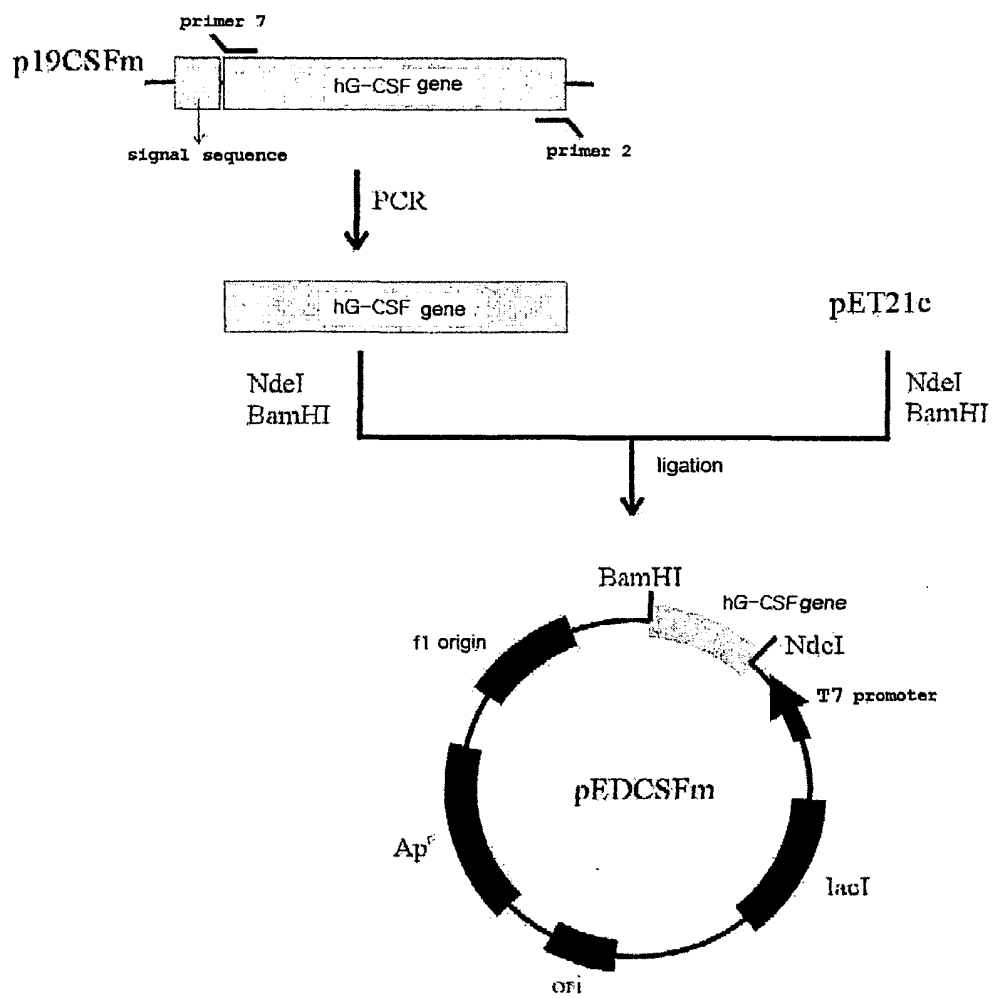 primer 7
p19CSFm
hG-CSF gene
signal sequence
primer 2
PCR
hG-CSF gene
pET21c
NdeI
BamHI
NdeI
BamHI
ligation
BamHI
hG-CSF gene
NdeI
f1 origin
T7 promoter
pEDCSFm
Apr
lacI
ori